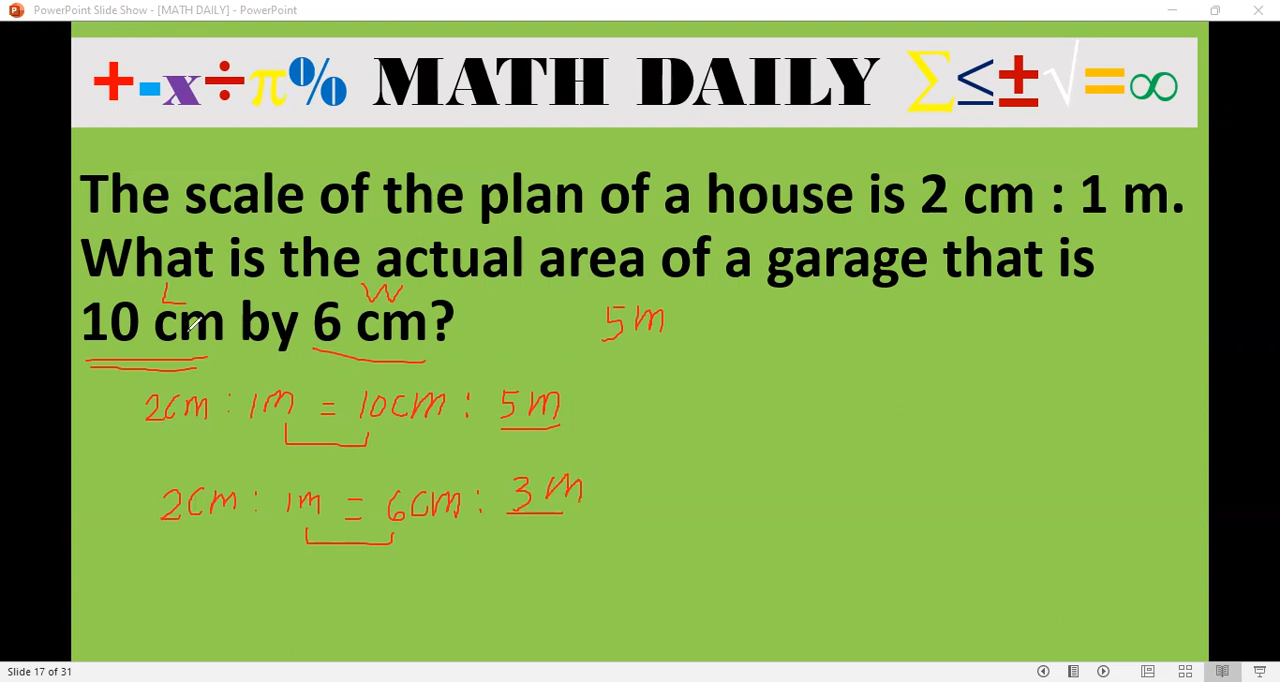 PowerPoint Slide Show - [MATH DAILY] - PowerPoint
+-x÷π% MATH DAILY ∑≤±√=∞
The scale of the plan of a house is 2 cm : 1 m.
What is the actual area of a garage that is
L W
10 cm by 6 cm? 5m
2cm : 1m = 10cm : 5m
2cm : 1m = 6cm : 3m
Slide 17 of 31